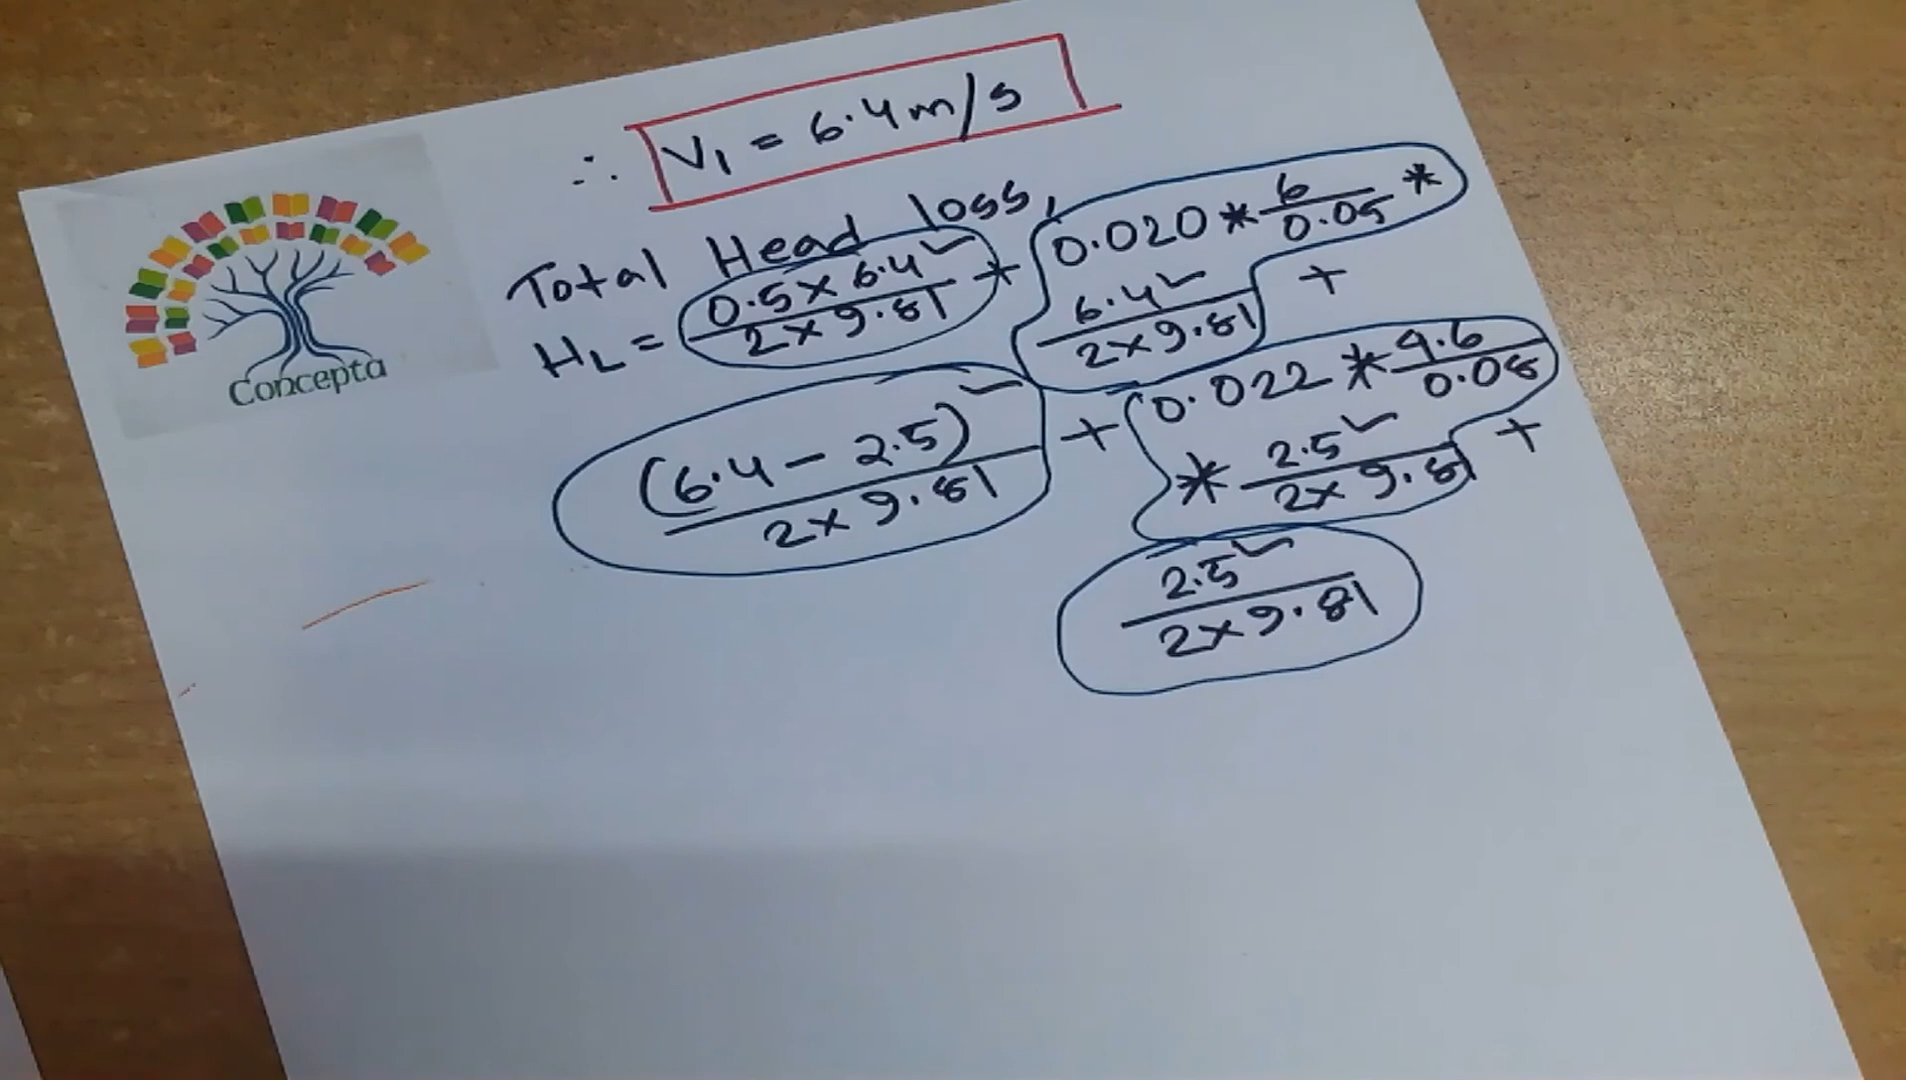 ∴ V₁ = 6.4 m/s
Total Head loss,
H_L = (0.5 × 6.4²)/(2 × 9.81) * 0.020 * 6/0.05 *
6.4²/(2 × 9.81) +
(6.4 - 2.5)²/(2 × 9.81) + 0.022 * 9.6/0.08
* 2.5²/(2 × 9.81) +
2.5²/(2 × 9.81)
Concepta